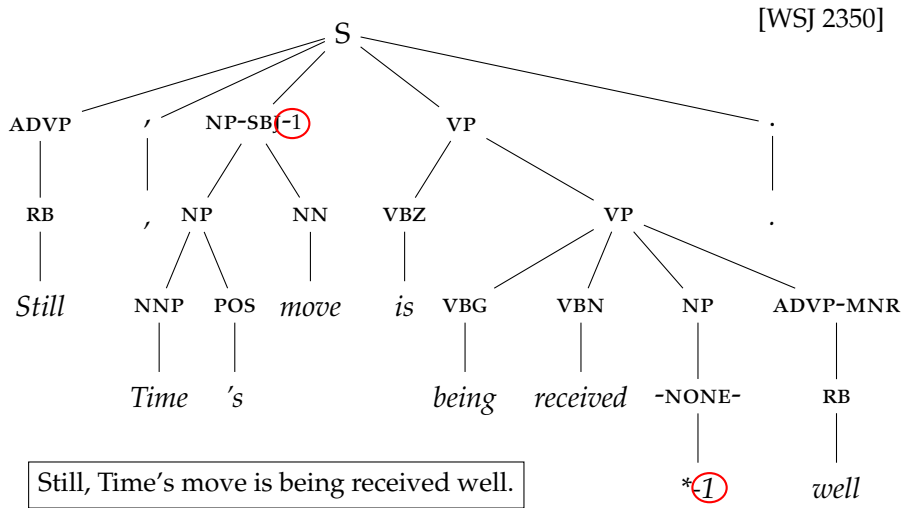 [WSJ 2350]
S
ADVP , NP-SBJ-1 VP .
RB , NP NN VBZ VP .
Still NNP POS move is VBG VBN NP ADVP-MNR
Time 's being received -NONE- RB
Still, Time's move is being received well. *-1 well